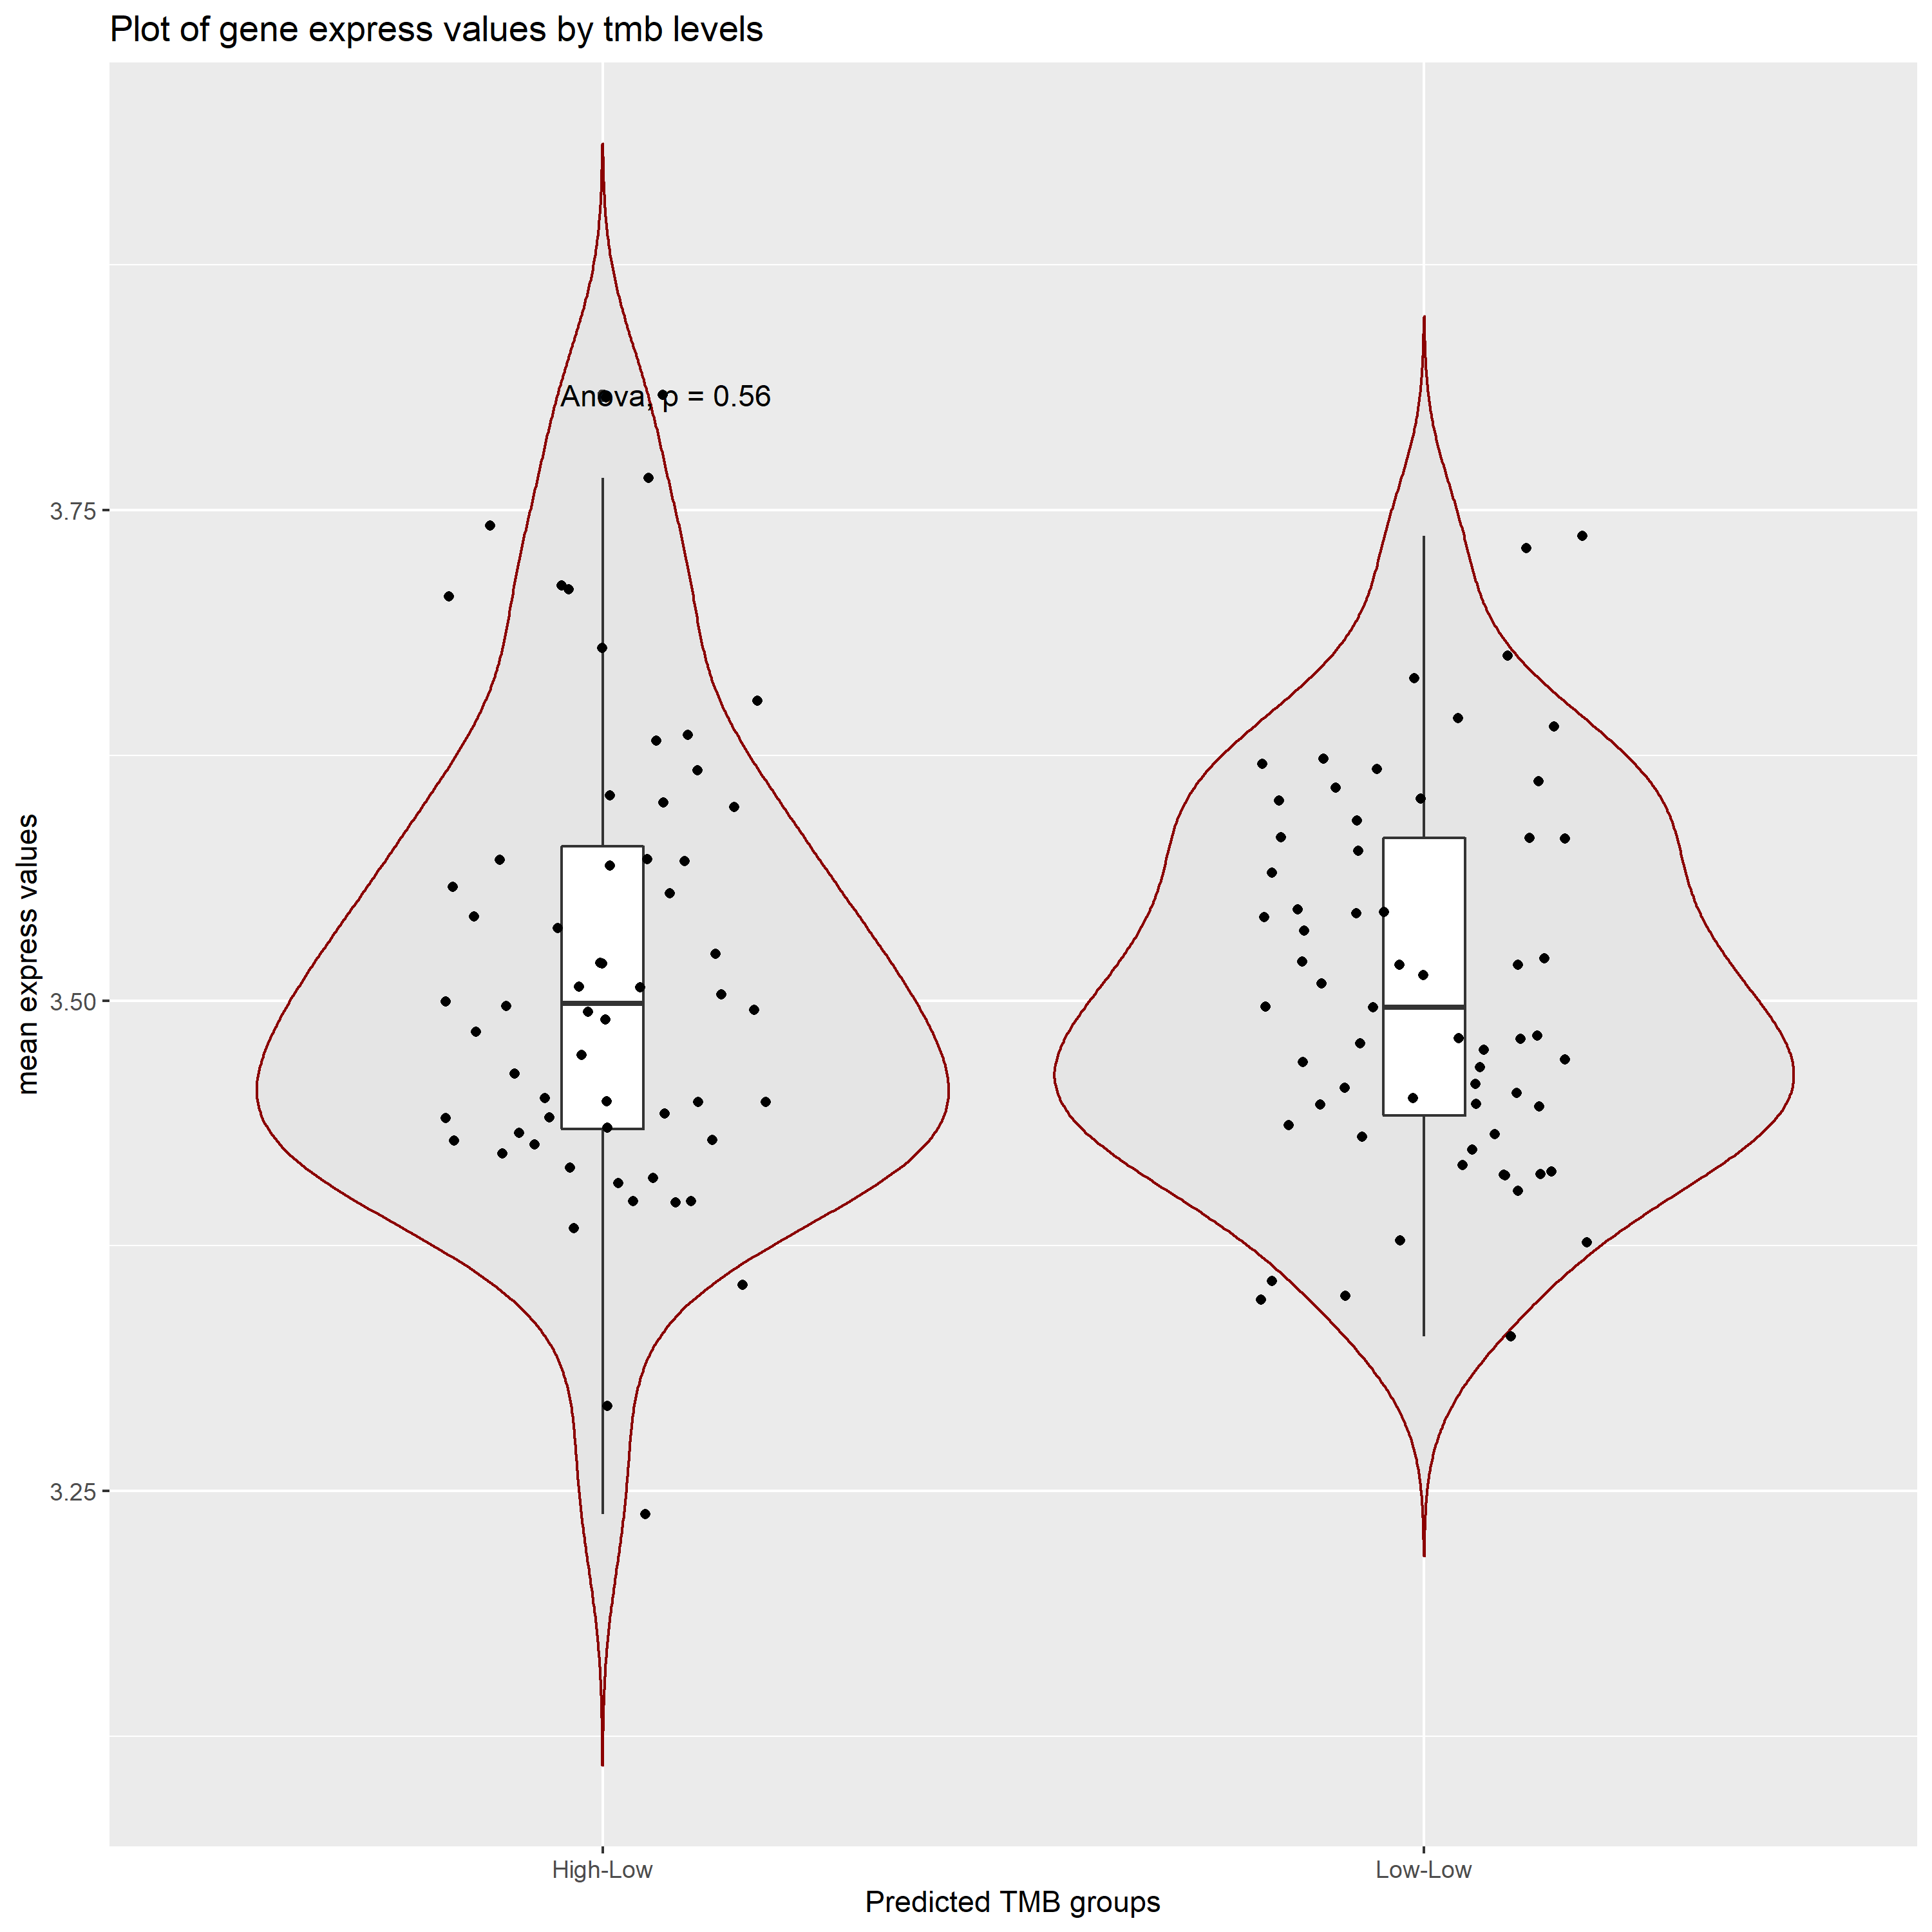 Plot of gene express values by tmb levels
Anova, p = 0.56
3.75
3.50
3.25
mean express values
High-Low
Low-Low
Predicted TMB groups